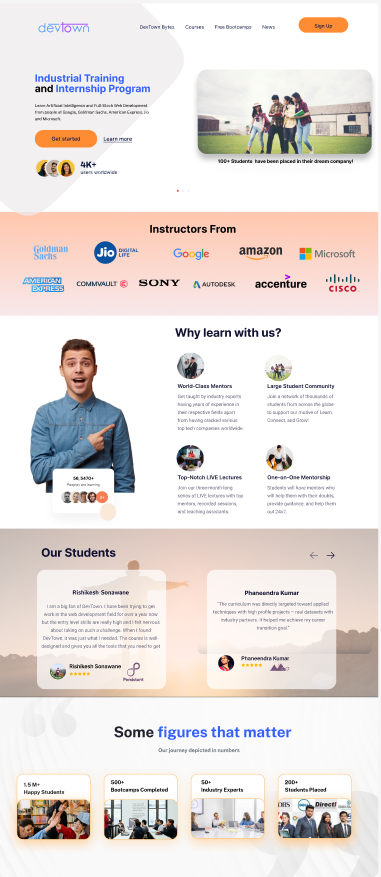 devtown
DevTown Bytes
Courses
Free Bootcamps
News
Sign Up
Industrial Training
and Internship Program
Learn Artificial Intelligence and Full Stack Web Development
from people at Google, Goldman Sachs, American Express, Jio
and Microsoft
Get started
Learn more
4K+
users worldwide
100+ Students have been placed in their dream company!
Instructors From
Goldman
Sachs
Jio
DIGITAL
LIFE
Google
amazon
Microsoft
AMERICAN
EXPRESS
COMMVAULT
SONY
AUTODESK
accenture
CISCO
Why learn with us?
World-Class Mentors
Get taught by industry experts
having years of experience in
their respective fields apart
from having cracked various
top tech companies worldwide.
Large Student Community
Join a network of thousands of
students from across the globe
to support our motive of Learn,
Connect, and Grow!
Top-Notch LIVE Lectures
Join our three-month long
series of LIVE lectures with top
mentors, recorded sessions,
and teaching assistants.
One-on-One Mentorship
Students will have mentors who
will help them with their doubts,
provide guidance, and help them
out 24x7.
People are learning
Our Students
Rishikesh Sonawane
I am a big fan of DevTown. I have been trying to get
work in the web development field for over a year now
but the entry level skills are really high and I felt nervous
about taking on such a challenge. When I found
DevTown, it was just what I needed. The course is well-
designed and gives you all the tools that you need to get
Rishikesh Sonawane
Persistent
Phaneendra Kumar
"The curriculum was directly targeted toward applied
techniques with high profile projects – real datasets with
industry partners. It helped me achieve my career
transition goal."
Phaneendra Kumar
Some figures that matter
Our journey depicted in numbers
1.5 M+
Happy Students
500+
Bootcamps Completed
50+
Industry Experts
200+
Students Placed
OBS
Directi